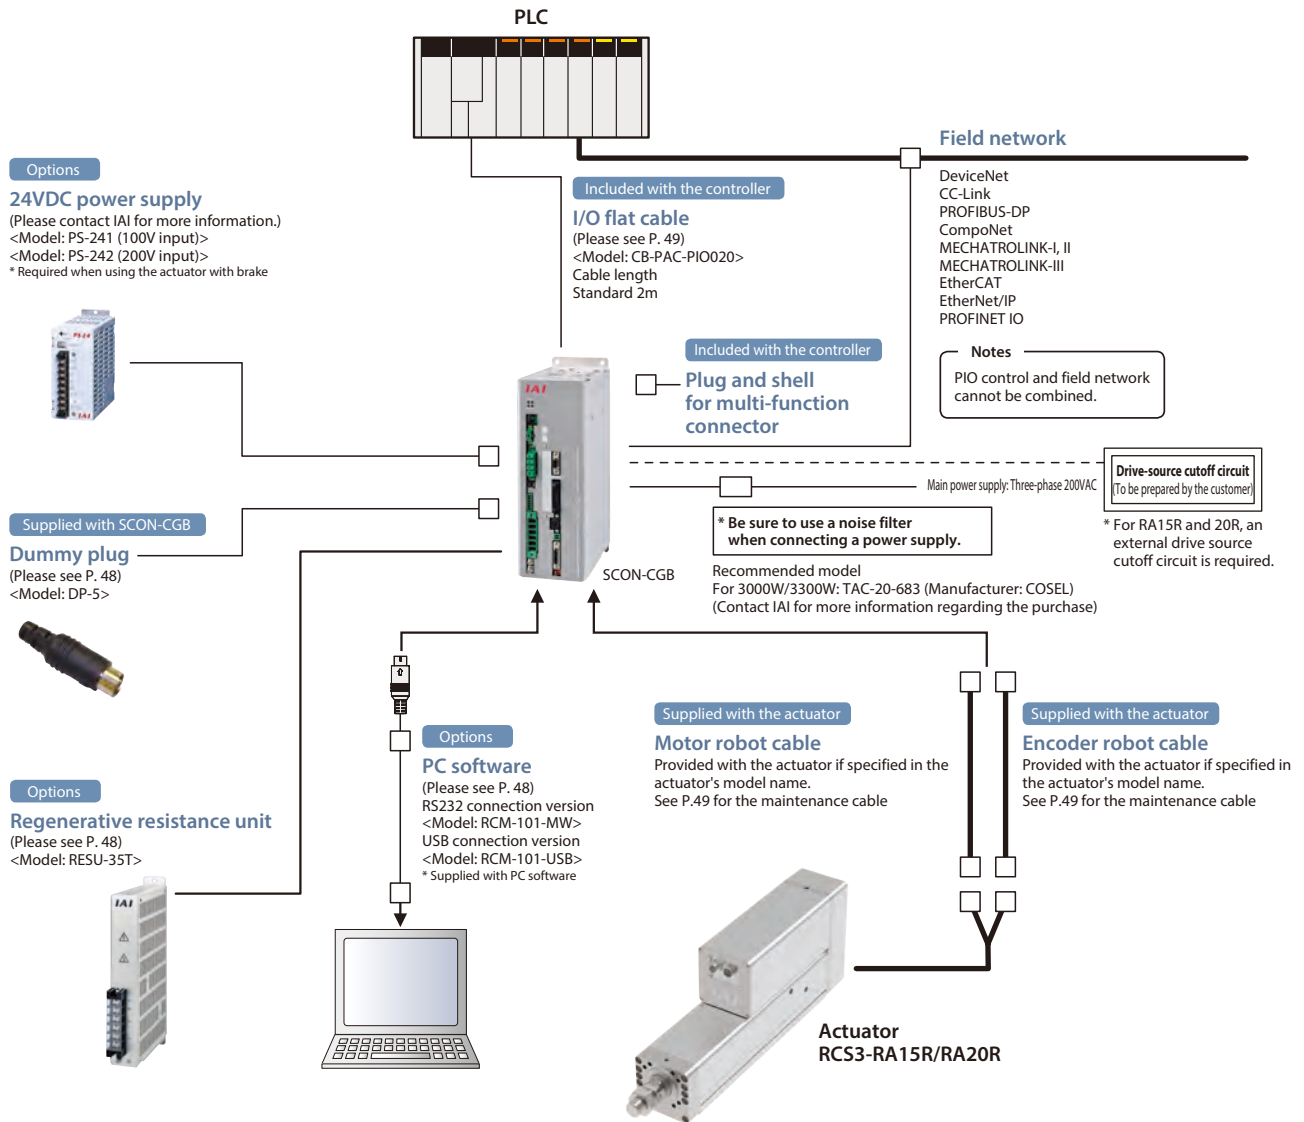 PLC
Field network
DeviceNet
CC-Link
PROFIBUS-DP
CompoNet
MECHATROLINK-I, II
MECHATROLINK-III
EtherCAT
EtherNet/IP
PROFINET IO
Notes
PIO control and field network
cannot be combined.
Options
24VDC power supply
(Please contact IAI for more information.)
<Model: PS-241 (100V input)>
<Model: PS-242 (200V input)>
* Required when using the actuator with brake
PS-24
IAI
Included with the controller
I/O flat cable
(Please see P. 49)
<Model: CB-PAC-PIO020>
Cable length
Standard 2m
Included with the controller
Plug and shell
for multi-function
connector
IAI
SCON-CGB
Drive-source cutoff circuit
(To be prepared by the customer)
Main power supply: Three-phase 200VAC
* For RA15R and 20R, an
external drive source
cutoff circuit is required.
* Be sure to use a noise filter
when connecting a power supply.
Recommended model
For 3000W/3300W: TAC-20-683 (Manufacturer: COSEL)
(Contact IAI for more information regarding the purchase)
Supplied with SCON-CGB
Dummy plug
(Please see P. 48)
<Model: DP-5>
Options
PC software
(Please see P. 48)
RS232 connection version
<Model: RCM-101-MW>
USB connection version
<Model: RCM-101-USB>
* Supplied with PC software
Supplied with the actuator
Motor robot cable
Provided with the actuator if specified in the
actuator's model name.
See P.49 for the maintenance cable
Supplied with the actuator
Encoder robot cable
Provided with the actuator if specified in
the actuator's model name.
See P.49 for the maintenance cable
Options
Regenerative resistance unit
(Please see P. 48)
<Model: RESU-35T>
IAI
Actuator
RCS3-RA15R/RA20R